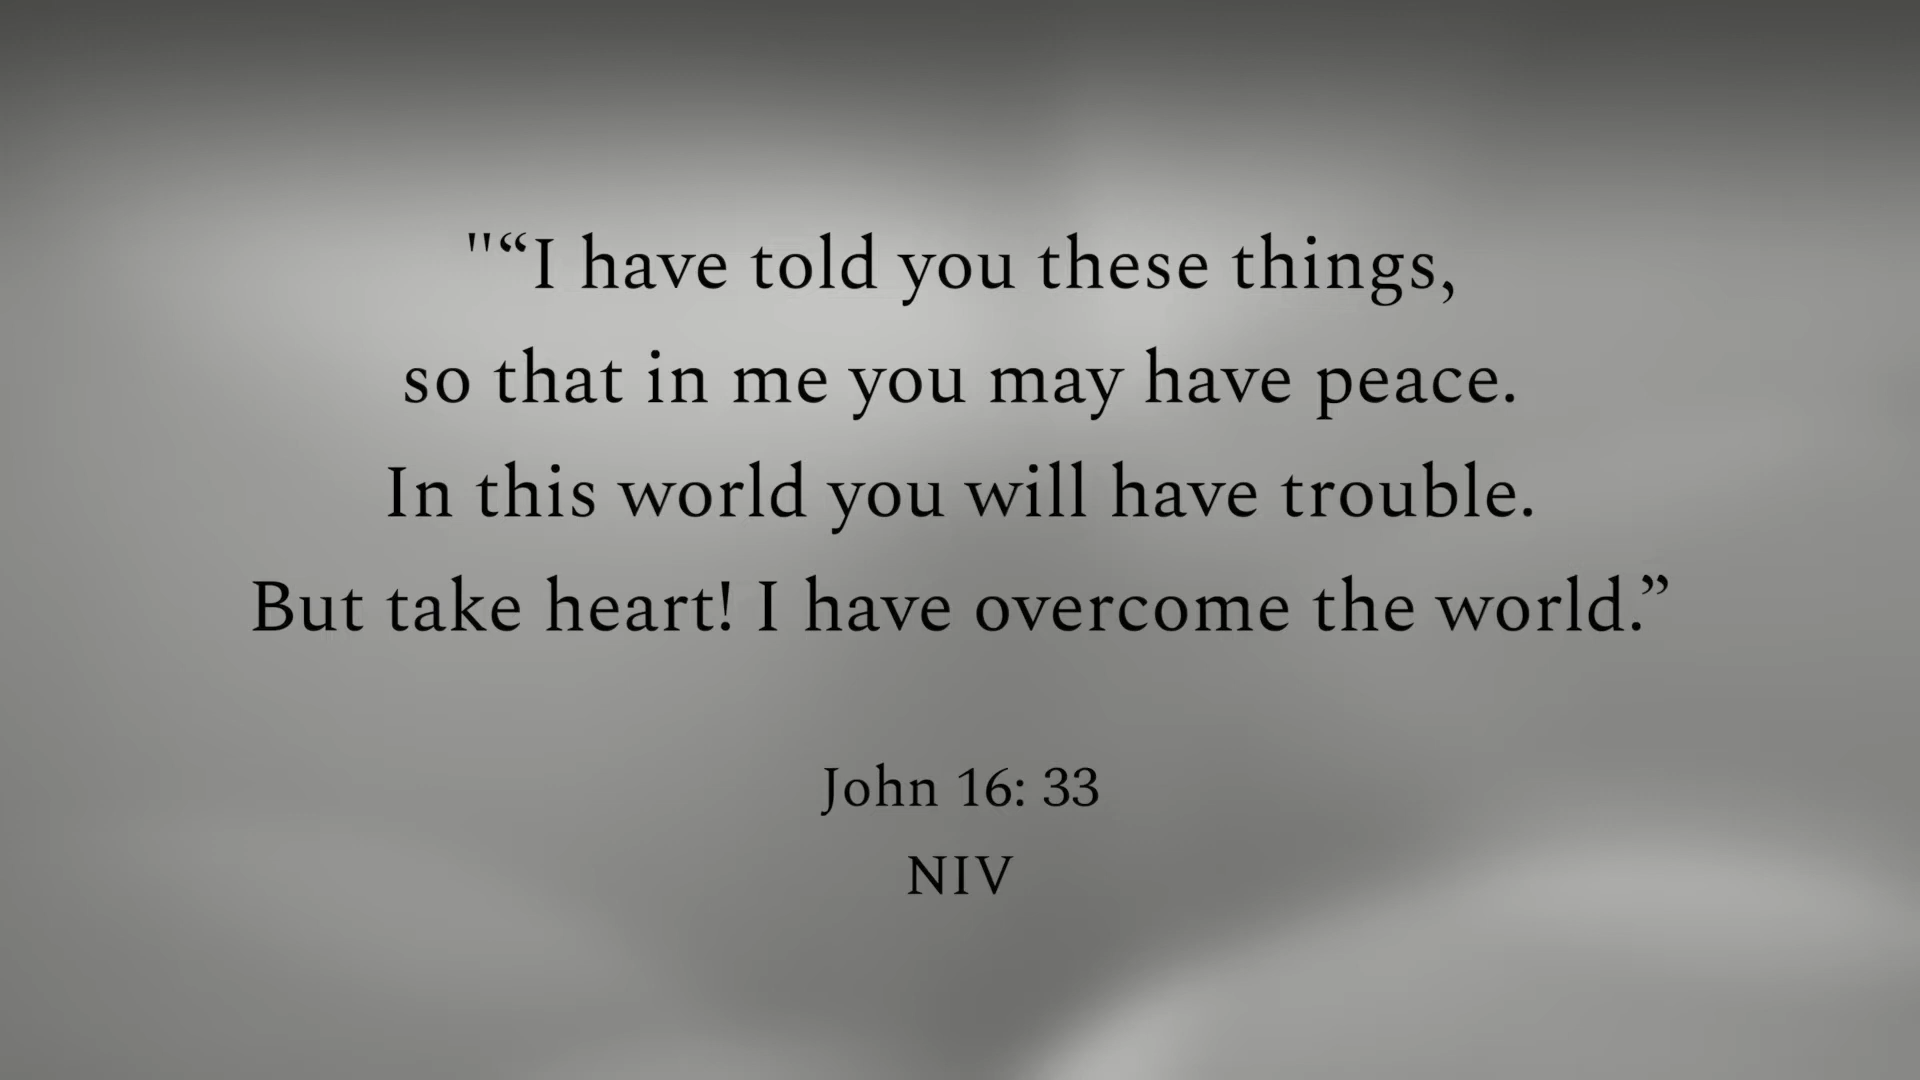 "“I have told you these things,
so that in me you may have peace.
In this world you will have trouble.
But take heart! I have overcome the world.”
John 16: 33
NIV